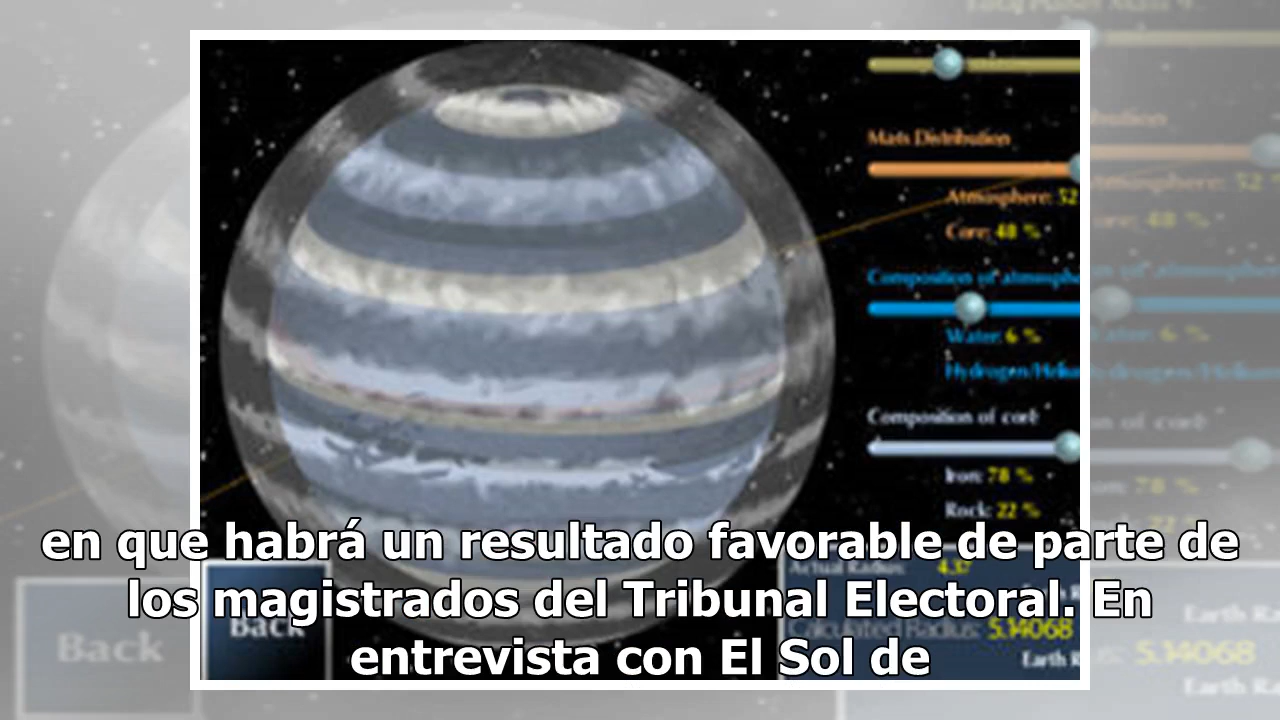 Mass Distribution
Atmosphere: 52
Core: 48 %
Composition of atmosphe
Water: 6 %
Hydrogen/Helium
Composition of core
Iron: 78 %
Rock: 22 %
en que habrá un resultado favorable de parte de
Actual Radius: 4.37
los magistrados del Tribunal Electoral. En
Back
Calculated Radius: 5.14068
Earth R
entrevista con El Sol de